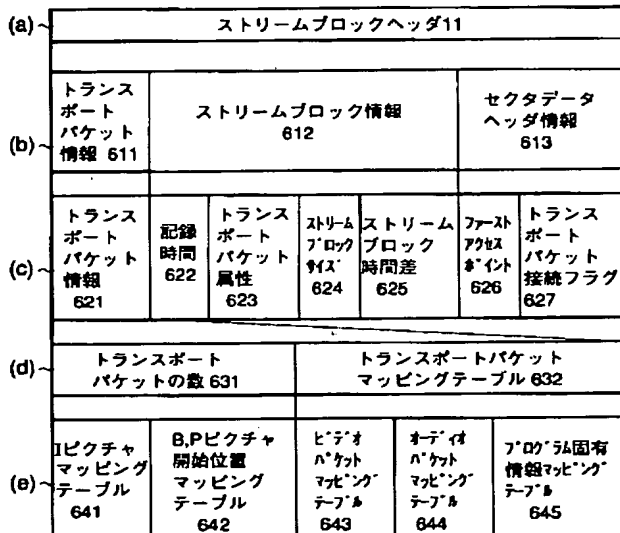 (a)
ストリームブロックヘッダ11
(b)
トランス
ポート
パケット
情報 611
ストリームブロック情報
612
セクタデータ
ヘッダ情報
613
(c)
トランス
ポート
パケット
情報
621
記録
時間
622
トランス
ポート
パケット
属性
623
ストリーム
ブロック
サイズ
624
ストリーム
ブロック
時間差
625
ファースト
アクセス
ポイント
626
トランス
ポート
パケット
接続フラグ
627
(d)
トランスポート
パケットの数 631
トランスポートパケット
マッピングテーブル 632
(e)
Iピクチャ
マッピング
テーブル
641
B,Pピクチャ
開始位置
マッピング
テーブル
642
ビデオ
パケット
マッピング
テーブル
643
オーディオ
パケット
マッピング
テーブル
644
プログラム固有
情報マッピング
テーブル
645